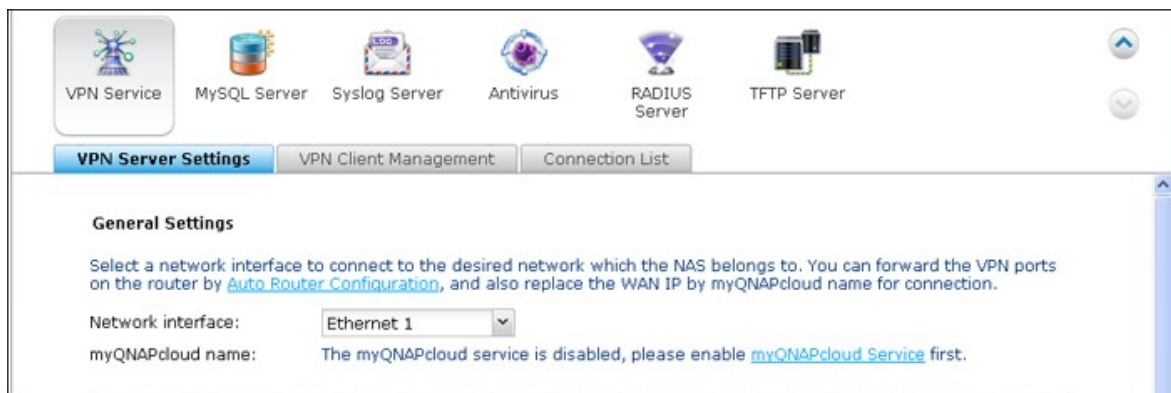 VPN Service
MySQL Server
LOG
Syslog Server
Antivirus
RADIUS
Server
TFTP Server
VPN Server Settings
VPN Client Management
Connection List
General Settings
Select a network interface to connect to the desired network which the NAS belongs to. You can forward the VPN ports
on the router by Auto Router Configuration, and also replace the WAN IP by myQNAPcloud name for connection.
Network interface: Ethernet 1
myQNAPcloud name: The myQNAPcloud service is disabled, please enable myQNAPcloud Service first.